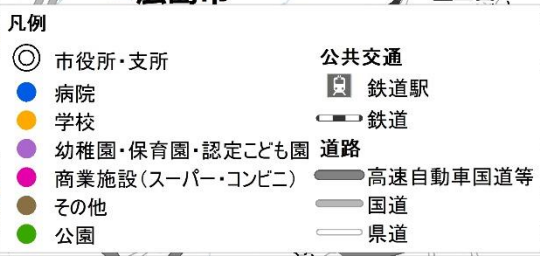 凡例
市役所・支所
病院
学校
幼稚園・保育園・認定こども園
商業施設(スーパー・コンビニ)
その他
公園
公共交通
鉄道駅
鉄道
道路
高速自動車国道等
国道
県道